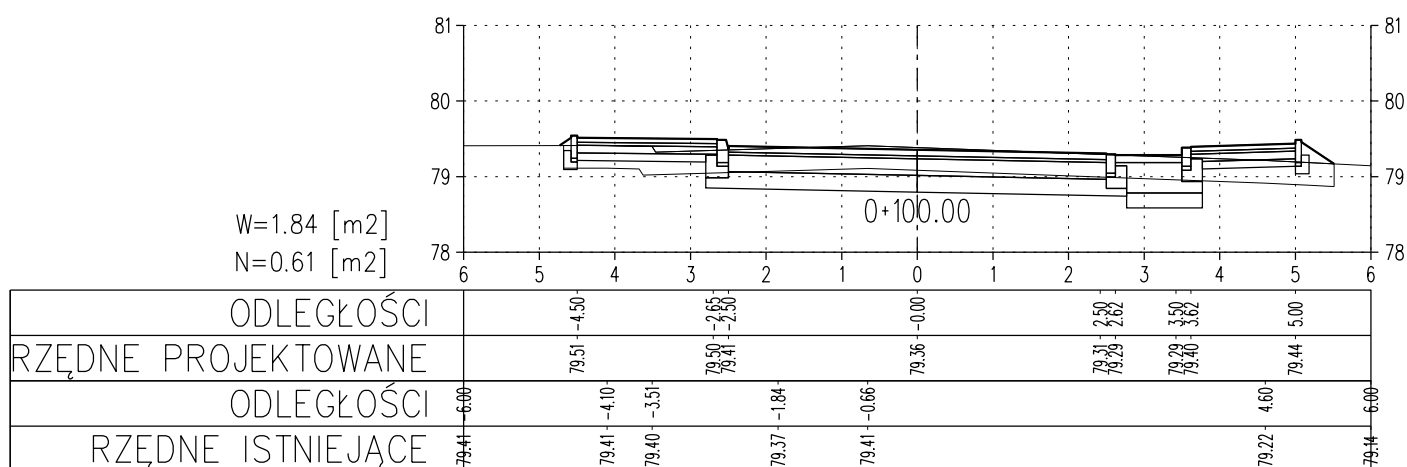 81 81
80 80
79 79
78 78
0+100.00
W=1.84 [m2]
N=0.61 [m2]
6 5 4 3 2 1 0 1 2 3 4 5 6
ODLEGŁOŚCI -4.50 -2.65 -2.50 -0.00 2.50 2.62 3.50 3.62 5.00
RZĘDNE PROJEKTOWANE 79.51 79.50 79.41 79.36 79.31 79.29 79.29 79.40 79.44
ODLEGŁOŚCI -6.00 -4.10 -3.51 -1.84 -0.66 4.60 6.00
RZĘDNE ISTNIEJĄCE 79.41 79.41 79.40 79.37 79.41 79.22 79.14